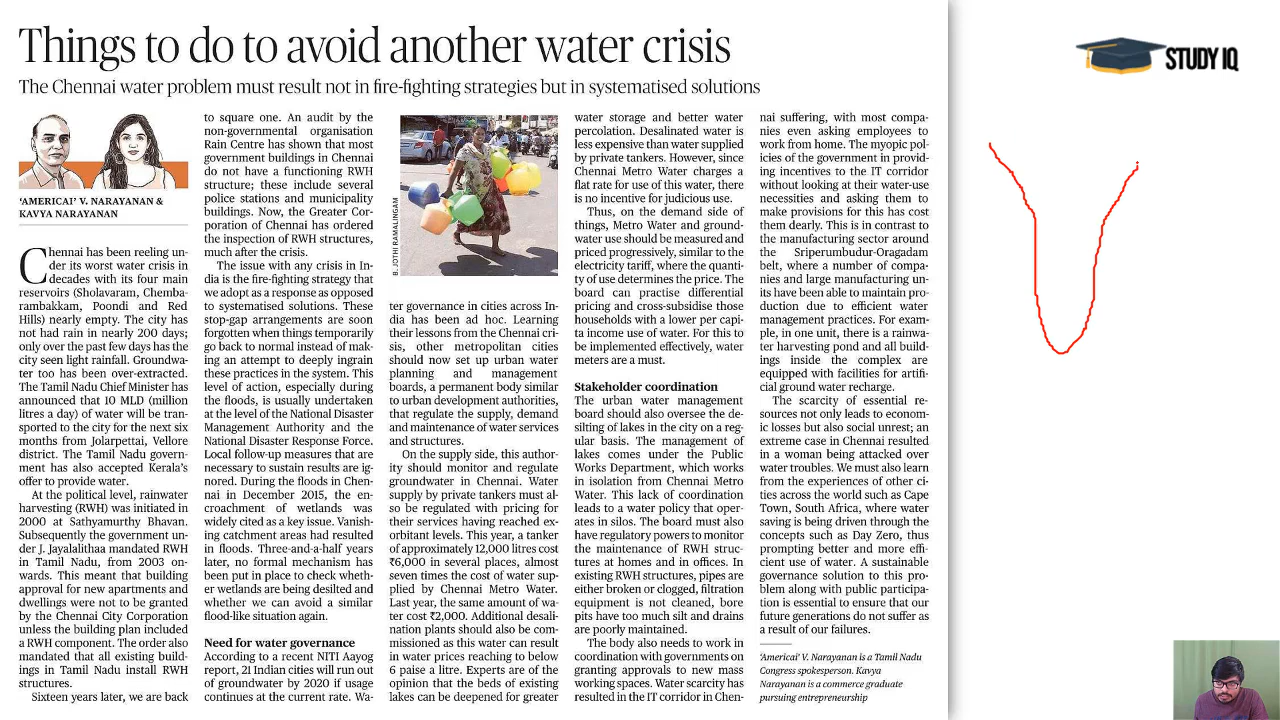 Things to do to avoid another water crisis
The Chennai water problem must result not in fire-fighting strategies but in systematised solutions
STUDY IQ
'AMERICAI' V. NARAYANAN &
KAVYA NARAYANAN
Chennai has been reeling un-
der its worst water crisis in
decades with its four main
reservoirs (Sholavaram, Chemba-
rambakkam, Poondi and Red
Hills) nearly empty. The city has
not had rain in nearly 200 days;
only over the past few days has the
city seen light rainfall. Groundwa-
ter too has been over-extracted.
The Tamil Nadu Chief Minister has
announced that 10 MLD (million
litres a day) of water will be tran-
sported to the city for the next six
months from Jolarpettai, Vellore
district. The Tamil Nadu govern-
ment has also accepted Kerala's
offer to provide water.
At the political level, rainwater
harvesting (RWH) was initiated in
2000 at Sathyamurthy Bhavan.
Subsequently the government un-
der J. Jayalalithaa mandated RWH
in Tamil Nadu, from 2003 on-
wards. This meant that building
approval for new apartments and
dwellings were not to be granted
by the Chennai City Corporation
unless the building plan included
a RWH component. The order also
mandated that all existing build-
ings in Tamil Nadu install RWH
structures.
Sixteen years later, we are back
to square one. An audit by the
non-governmental organisation
Rain Centre has shown that most
government buildings in Chennai
do not have a functioning RWH
structure; these include several
police stations and municipality
buildings. Now, the Greater Cor-
poration of Chennai has ordered
the inspection of RWH structures,
much after the crisis.
The issue with any crisis in In-
dia is the fire-fighting strategy that
we adopt as a response as opposed
to systematised solutions. These
stop-gap arrangements are soon
forgotten when things temporarily
go back to normal instead of mak-
ing an attempt to deeply ingrain
these practices in the system. This
level of action, especially during
the floods, is usually undertaken
at the level of the National Disaster
Management Authority and the
National Disaster Response Force.
Local follow-up measures that are
necessary to sustain results are ig-
nored. During the floods in Chen-
nai in December 2015, the en-
croachment of wetlands was
widely cited as a key issue. Vanish-
ing catchment areas had resulted
in floods. Three-and-a-half years
later, no formal mechanism has
been put in place to check wheth-
er wetlands are being desilted and
whether we can avoid a similar
flood-like situation again.
Need for water governance
According to a recent NITI Aayog
report, 21 Indian cities will run out
of groundwater by 2020 if usage
continues at the current rate. Wa-
B. JOTHI RAMALINGAM
ter governance in cities across In-
dia has been ad hoc. Learning
their lessons from the Chennai cri-
sis, other metropolitan cities
should now set up urban water
planning and management
boards, a permanent body similar
to urban development authorities,
that regulate the supply, demand
and maintenance of water services
and structures.
On the supply side, this author-
ity should monitor and regulate
groundwater in Chennai. Water
supply by private tankers must al-
so be regulated with pricing for
their services having reached ex-
orbitant levels. This year, a tanker
of approximately 12,000 litres cost
₹6,000 in several places, almost
seven times the cost of water sup-
plied by Chennai Metro Water.
Last year, the same amount of wa-
ter cost ₹2,000. Additional desali-
nation plants should also be com-
missioned as this water can result
in water prices reaching to below
6 paise a litre. Experts are of the
opinion that the beds of existing
lakes can be deepened for greater
water storage and better water
percolation. Desalinated water is
less expensive than water supplied
by private tankers. However, since
Chennai Metro Water charges a
flat rate for use of this water, there
is no incentive for judicious use.
Thus, on the demand side of
things, Metro Water and ground-
water use should be measured and
priced progressively, similar to the
electricity tariff, where the quanti-
ty of use determines the price. The
board can practise differential
pricing and cross-subsidise those
households with a lower per capi-
ta income use of water. For this to
be implemented effectively, water
meters are a must.
Stakeholder coordination
The urban water management
board should also oversee the de-
silting of lakes in the city on a reg-
ular basis. The management of
lakes comes under the Public
Works Department, which works
in isolation from Chennai Metro
Water. This lack of coordination
leads to a water policy that oper-
ates in silos. The board must also
have regulatory powers to monitor
the maintenance of RWH struc-
tures at homes and in offices. In
existing RWH structures, pipes are
either broken or clogged, filtration
equipment is not cleaned, bore
pits have too much silt and drains
are poorly maintained.
The body also needs to work in
coordination with governments on
granting approvals to new mass
working spaces. Water scarcity has
resulted in the IT corridor in Chen-
nai suffering, with most compa-
nies even asking employees to
work from home. The myopic pol-
icies of the government in provid-
ing incentives to the IT corridor
without looking at their water-use
necessities and asking them to
make provisions for this has cost
them dearly. This is in contrast to
the manufacturing sector around
the Sriperumbudur-Oragadam
belt, where a number of compa-
nies and large manufacturing un-
its have been able to maintain pro-
duction due to efficient water
management practices. For exam-
ple, in one unit, there is a rainwa-
ter harvesting pond and all build-
ings inside the complex are
equipped with facilities for artifi-
cial ground water recharge.
The scarcity of essential re-
sources not only leads to econom-
ic losses but also social unrest; an
extreme case in Chennai resulted
in a woman being attacked over
water troubles. We must also learn
from the experiences of other ci-
ties across the world such as Cape
Town, South Africa, where water
saving is being driven through the
concepts such as Day Zero, thus
prompting better and more effi-
cient use of water. A sustainable
governance solution to this pro-
blem along with public participa-
tion is essential to ensure that our
future generations do not suffer as
a result of our failures.
'Americai' V. Narayanan is a Tamil Nadu
Congress spokesperson. Kavya
Narayanan is a commerce graduate
pursuing entrepreneurship